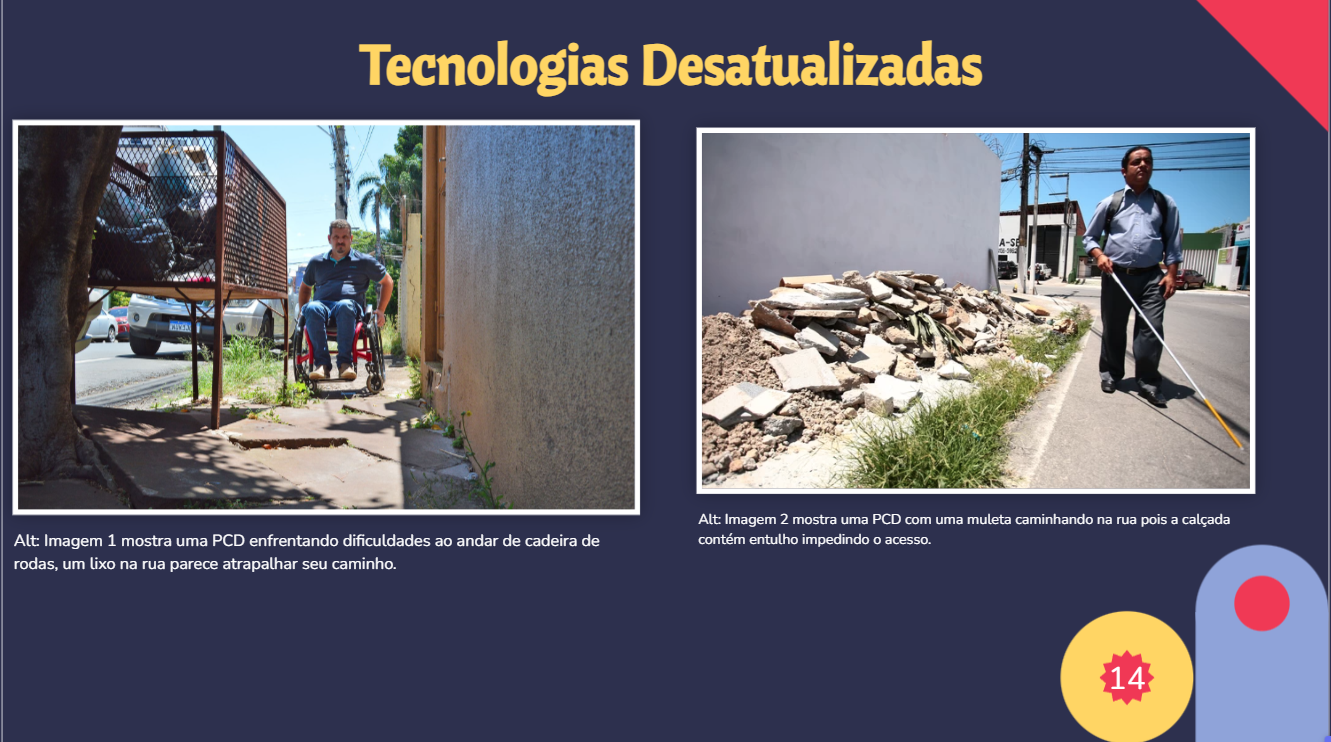 Tecnologias Desatualizadas
A-SE
Alt: Imagem 1 mostra uma PCD enfrentando dificuldades ao andar de cadeira de
rodas, um lixo na rua parece atrapalhar seu caminho.
Alt: Imagem 2 mostra uma PCD com uma muleta caminhando na rua pois a calçada
contém entulho impedindo o acesso.
14